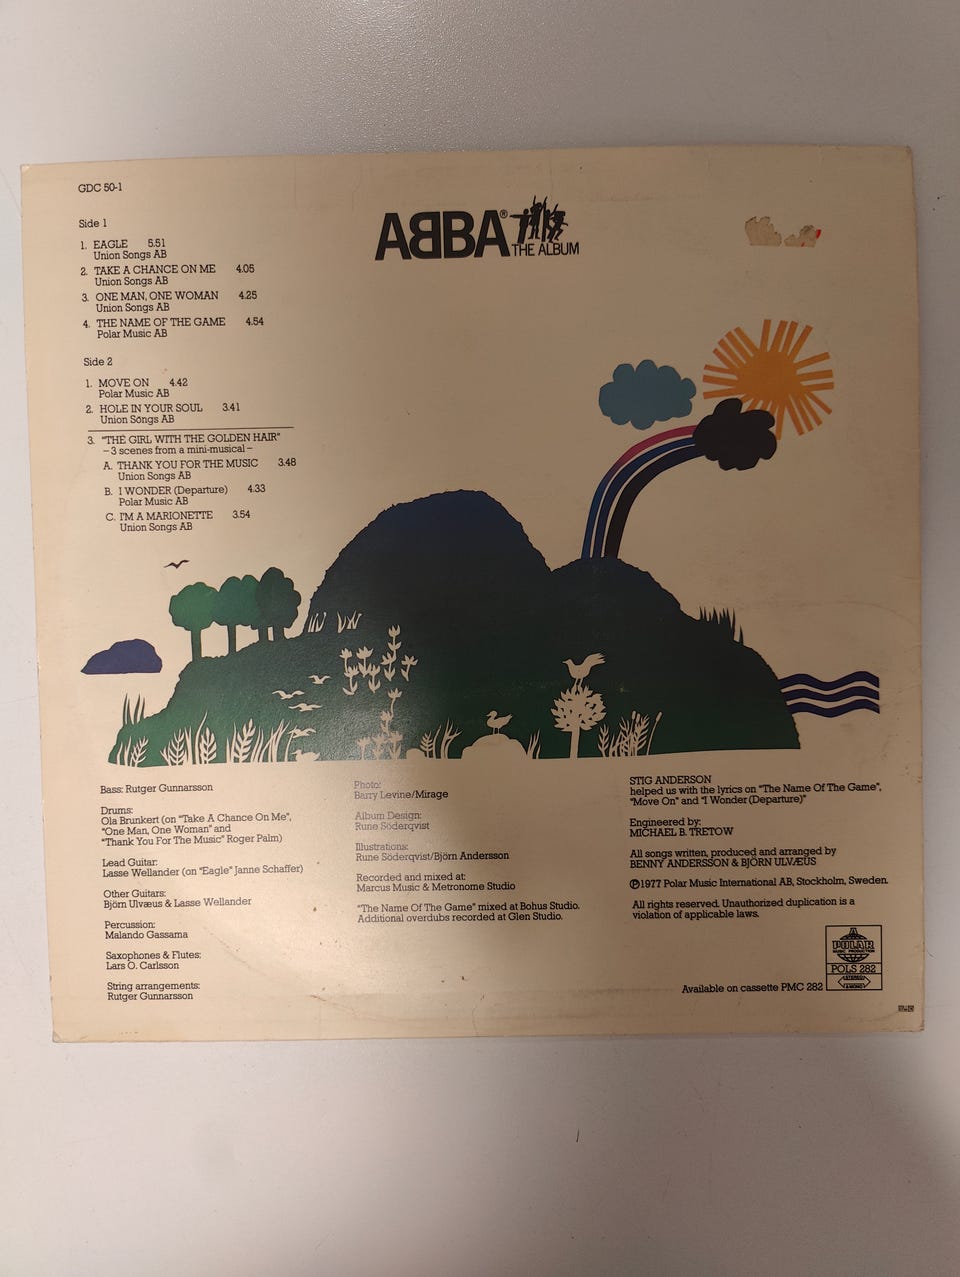 GDC 50-1
Side 1
1. EAGLE 5.51
Union Songs AB
2. TAKE A CHANCE ON ME 4.05
Union Songs AB
3. ONE MAN, ONE WOMAN 4.25
Union Songs AB
4. THE NAME OF THE GAME 4.54
Polar Music AB
Side 2
1. MOVE ON 4.42
Polar Music AB
2. HOLE IN YOUR SOUL 3.41
Union Songs AB
3. "THE GIRL WITH THE GOLDEN HAIR"
– 3 scenes from a mini-musical –
A. THANK YOU FOR THE MUSIC 3.48
Union Songs AB
B. I WONDER (Departure) 4.33
Polar Music AB
C. I'M A MARIONETTE 3.54
Union Songs AB
AᗺBA®
THE ALBUM
Bass: Rutger Gunnarsson
Drums:
Ola Brunkert (on "Take A Chance On Me",
"One Man, One Woman" and
"Thank You For The Music" Roger Palm)
Lead Guitar:
Lasse Wellander (on "Eagle" Janne Schaffer)
Other Guitars:
Björn Ulvæus & Lasse Wellander
Percussion:
Malando Gassama
Saxophones & Flutes:
Lars O. Carlsson
String arrangements:
Rutger Gunnarsson
Photo:
Barry Levine/Mirage
Album Design:
Rune Söderqvist
Illustrations:
Rune Söderqvist/Björn Andersson
Recorded and mixed at:
Marcus Music & Metronome Studio
"The Name Of The Game" mixed at Bohus Studio.
Additional overdubs recorded at Glen Studio.
STIG ANDERSON
helped us with the lyrics on "The Name Of The Game",
"Move On" and "I Wonder (Departure)"
Engineered by:
MICHAEL B. TRETOW
All songs written, produced and arranged by
BENNY ANDERSSON & BJÖRN ULVÆUS
℗1977 Polar Music International AB, Stockholm, Sweden.
All rights reserved. Unauthorized duplication is a
violation of applicable laws.
POLAR
MUSIC PRODUCTION
POLS 282
STEREO
& MONO
Available on cassette PMC 282